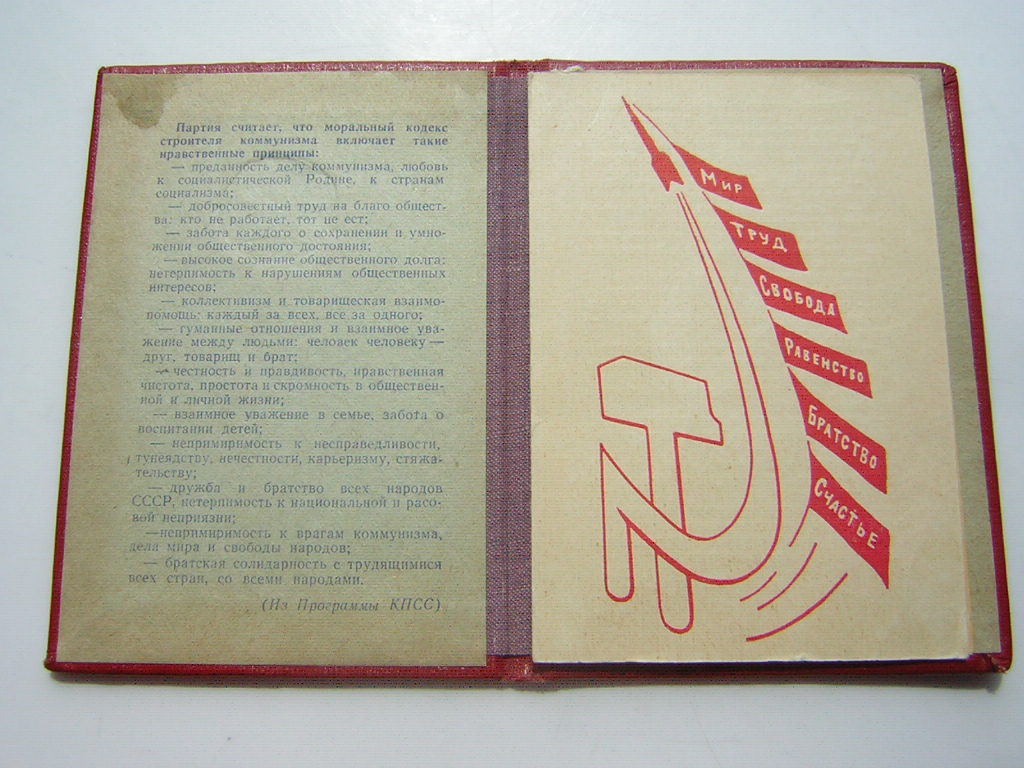 Партия считает, что моральный кодекс
строителя коммунизма включает такие
нравственные принципы:
— преданность делу коммунизма, любовь
к социалистической Родине, к странам
социализма;
— добросовестный труд на благо общест-
ва: кто не работает, тот не ест;
— забота каждого о сохранении и умно-
жении общественного достояния;
— высокое сознание общественного долга;
нетерпимость к нарушениям общественных
интересов;
— коллективизм и товарищеская взаимо-
помощь: каждый за всех, все за одного;
— гуманные отношения и взаимное ува-
жение между людьми: человек человеку —
друг, товарищ и брат;
— честность и правдивость, нравственная
чистота, простота и скромность в обществен-
ной и личной жизни;
— взаимное уважение в семье, забота о
воспитании детей;
— непримиримость к несправедливости,
тунеядству, нечестности, карьеризму, стяжа-
тельству;
— дружба и братство всех народов
СССР, нетерпимость к национальной и расо-
вой неприязни;
— непримиримость к врагам коммунизма,
дела мира и свободы народов;
— братская солидарность с трудящимися
всех стран, со всеми народами.
(Из Программы КПСС)
Мир
Труд
Свобода
Равенство
Братство
Счастье